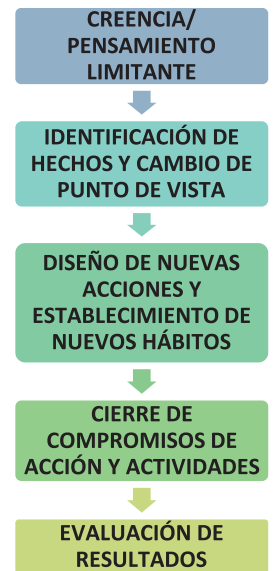 CREENCIA/
PENSAMIENTO
LIMITANTE
IDENTIFICACIÓN DE
HECHOS Y CAMBIO DE
PUNTO DE VISTA
DISEÑO DE NUEVAS
ACCIONES Y
ESTABLECIMIENTO DE
NUEVOS HÁBITOS
CIERRE DE
COMPROMISOS DE
ACCIÓN Y ACTIVIDADES
EVALUACIÓN DE
RESULTADOS